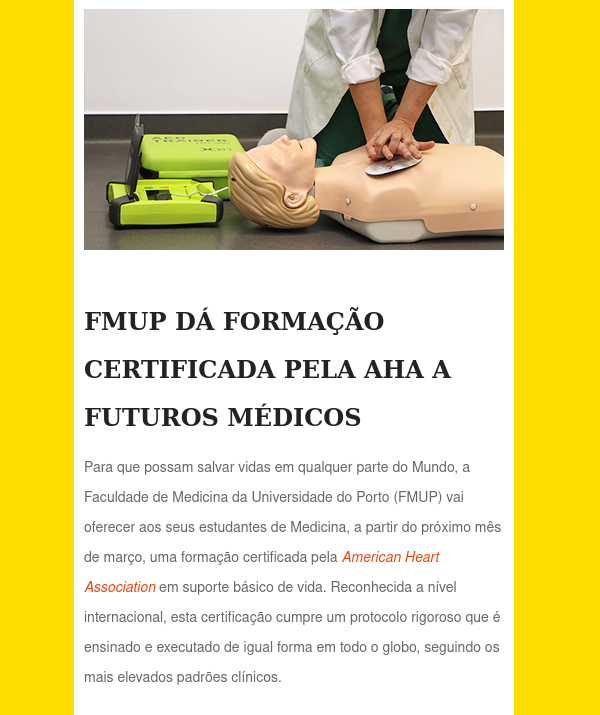 AED
TRAINER
FMUP DÁ FORMAÇÃO
CERTIFICADA PELA AHA A
FUTUROS MÉDICOS
Para que possam salvar vidas em qualquer parte do Mundo, a
Faculdade de Medicina da Universidade do Porto (FMUP) vai
oferecer aos seus estudantes de Medicina, a partir do próximo mês
de março, uma formação certificada pela American Heart
Association em suporte básico de vida. Reconhecida a nível
internacional, esta certificação cumpre um protocolo rigoroso que é
ensinado e executado de igual forma em todo o globo, seguindo os
mais elevados padrões clínicos.